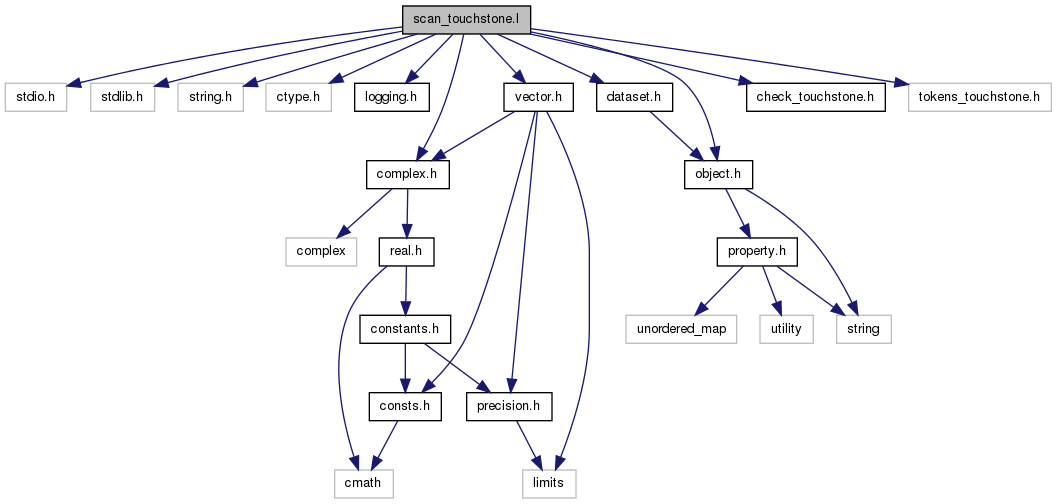 scan_touchstone.l
stdio.h
stdlib.h
string.h
ctype.h
logging.h
vector.h
dataset.h
check_touchstone.h
tokens_touchstone.h
complex.h
object.h
complex
real.h
property.h
constants.h
unordered_map
utility
string
consts.h
precision.h
cmath
limits